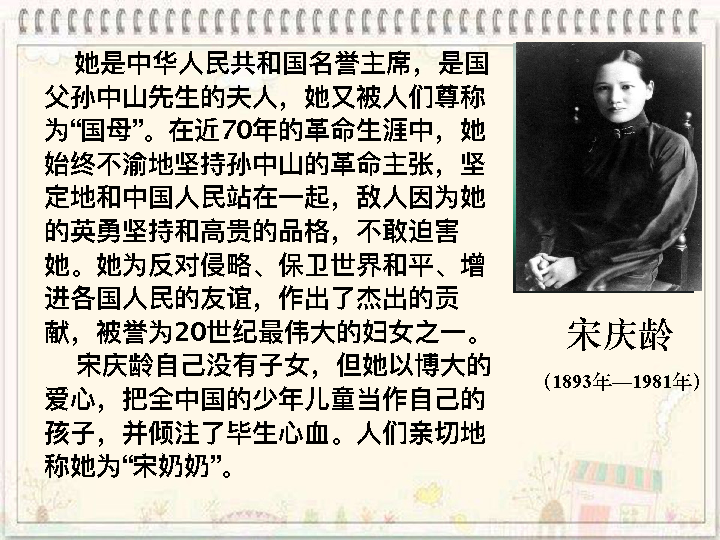 她是中华人民共和国名誉主席，是国
父孙中山先生的夫人，她又被人们尊称
为“国母”。在近70年的革命生涯中，她
始终不渝地坚持孙中山的革命主张，坚
定地和中国人民站在一起，敌人因为她
的英勇坚持和高贵的品格，不敢迫害
她。她为反对侵略、保卫世界和平、增
进各国人民的友谊，作出了杰出的贡
献，被誉为20世纪最伟大的妇女之一。
宋庆龄自己没有子女，但她以博大的
爱心，把全中国的少年儿童当作自己的
孩子，并倾注了毕生心血。人们亲切地
称她为“宋奶奶”。
宋庆龄
（1893年—1981年）